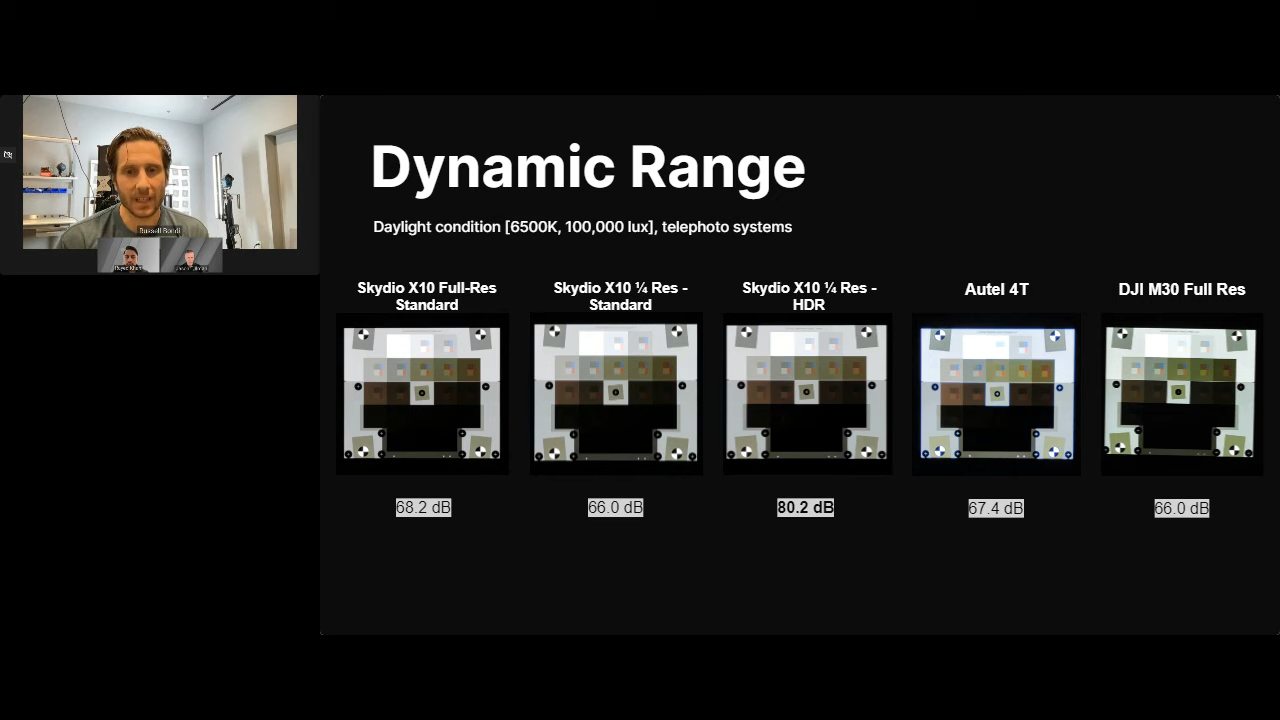 Dynamic Range
Daylight condition [6500K, 100,000 lux], telephoto systems
Skydio X10 Full-Res
Standard
Skydio X10 ¼ Res -
Standard
Skydio X10 ¼ Res -
HDR
Autel 4T
DJI M30 Full Res
68.2 dB
66.0 dB
80.2 dB
67.4 dB
66.0 dB
Russell Bondi